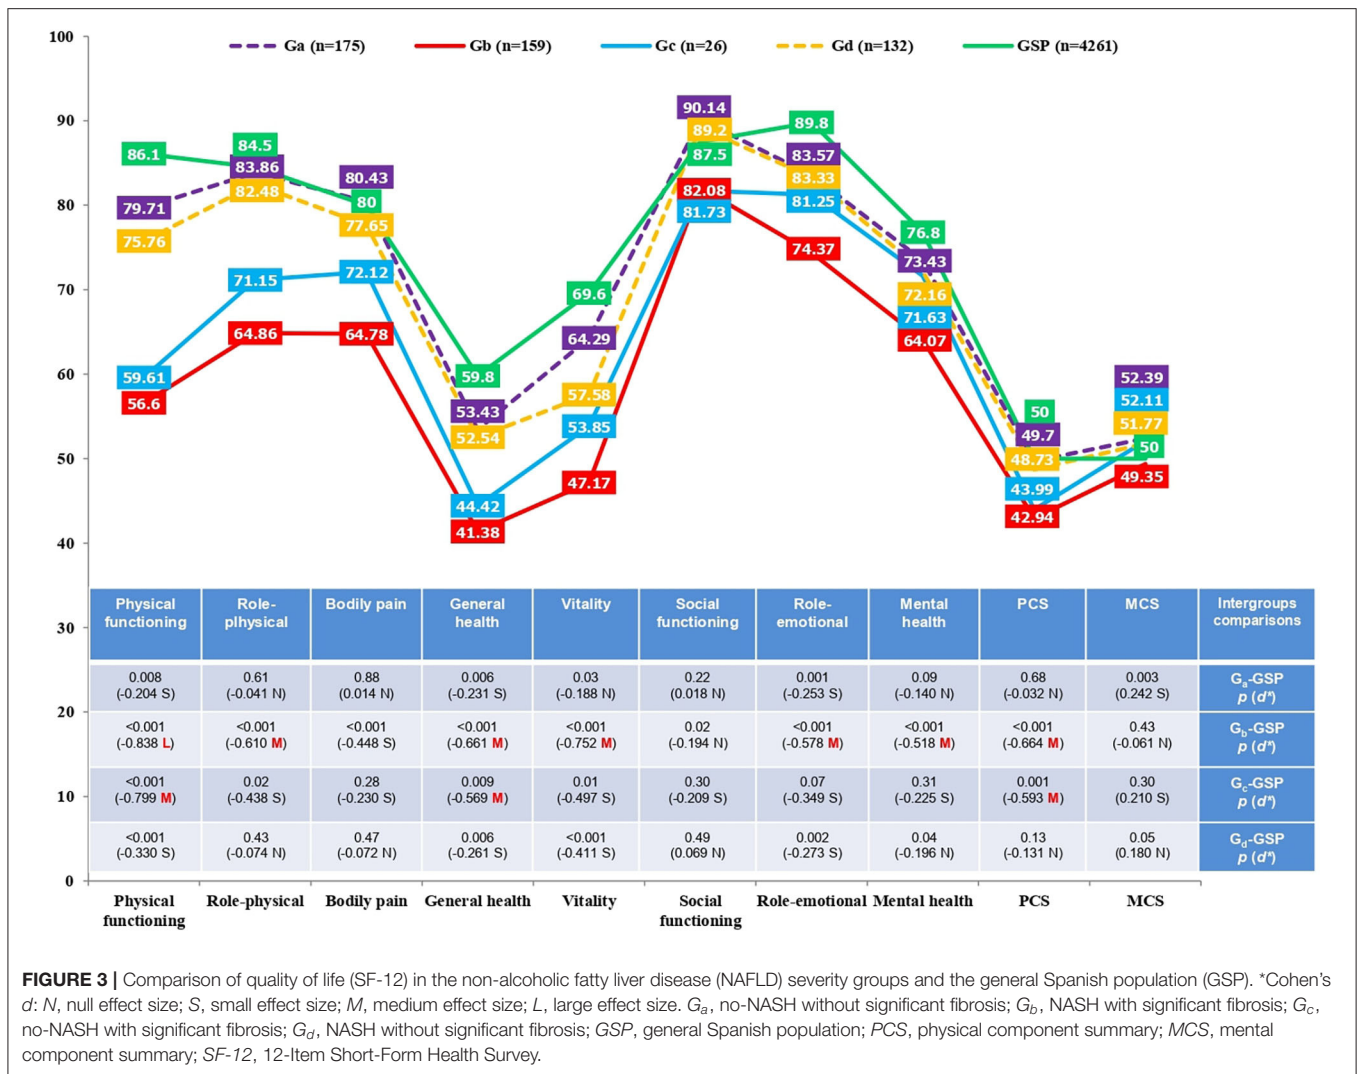 100
90
80
70
60
50
40
30
20
10
0
Ga (n=175) Gb (n=159) Gc (n=26) Gd (n=132) GSP (n=4261)
86.1 84.5 80 59.8 69.6 87.5 89.8 76.8 50 50
79.71 83.86 80.43 53.43 64.29 90.14 83.57 73.43 49.7 52.39
75.76 82.48 77.65 52.54 57.58 89.2 83.33 72.16 48.73 51.77
59.61 71.15 72.12 44.42 53.85 81.73 81.25 71.63 43.99 52.11
56.6 64.86 64.78 41.38 47.17 82.08 74.37 64.07 42.94 49.35
Physical functioning Role-plhysical Bodily pain General health Vitality Social functioning Role-emotional Mental health PCS MCS Intergroups comparisons
0.008 0.61 0.88 0.006 0.03 0.22 0.001 0.09 0.68 0.003 Ga-GSP
(-0.204 S) (-0.041 N) (0.014 N) (-0.231 S) (-0.188 N) (0.018 N) (-0.253 S) (-0.140 N) (-0.032 N) (0.242 S) p (d*)
<0.001 <0.001 <0.001 <0.001 <0.001 0.02 <0.001 <0.001 <0.001 0.43 Gb-GSP
(-0.838 L) (-0.610 M) (-0.448 S) (-0.661 M) (-0.752 M) (-0.194 N) (-0.578 M) (-0.518 M) (-0.664 M) (-0.061 N) p (d*)
<0.001 0.02 0.28 0.009 0.01 0.30 0.07 0.31 0.001 0.30 Gc-GSP
(-0.799 M) (-0.438 S) (-0.230 S) (-0.569 M) (-0.497 S) (-0.209 S) (-0.349 S) (-0.225 S) (-0.593 M) (0.210 S) p (d*)
<0.001 0.43 0.47 0.006 <0.001 0.49 0.002 0.04 0.13 0.05 Gd-GSP
(-0.330 S) (-0.074 N) (-0.072 N) (-0.261 S) (-0.411 S) (0.069 N) (-0.273 S) (-0.196 N) (-0.131 N) (0.180 N) p (d*)
Physical functioning Role-physical Bodily pain General health Vitality Social functioning Role-emotional Mental health PCS MCS
FIGURE 3 | Comparison of quality of life (SF-12) in the non-alcoholic fatty liver disease (NAFLD) severity groups and the general Spanish population (GSP). *Cohen's
d: N, null effect size; S, small effect size; M, medium effect size; L, large effect size. Ga, no-NASH without significant fibrosis; Gb, NASH with significant fibrosis; Gc,
no-NASH with significant fibrosis; Gd, NASH without significant fibrosis; GSP, general Spanish population; PCS, physical component summary; MCS, mental
component summary; SF-12, 12-Item Short-Form Health Survey.